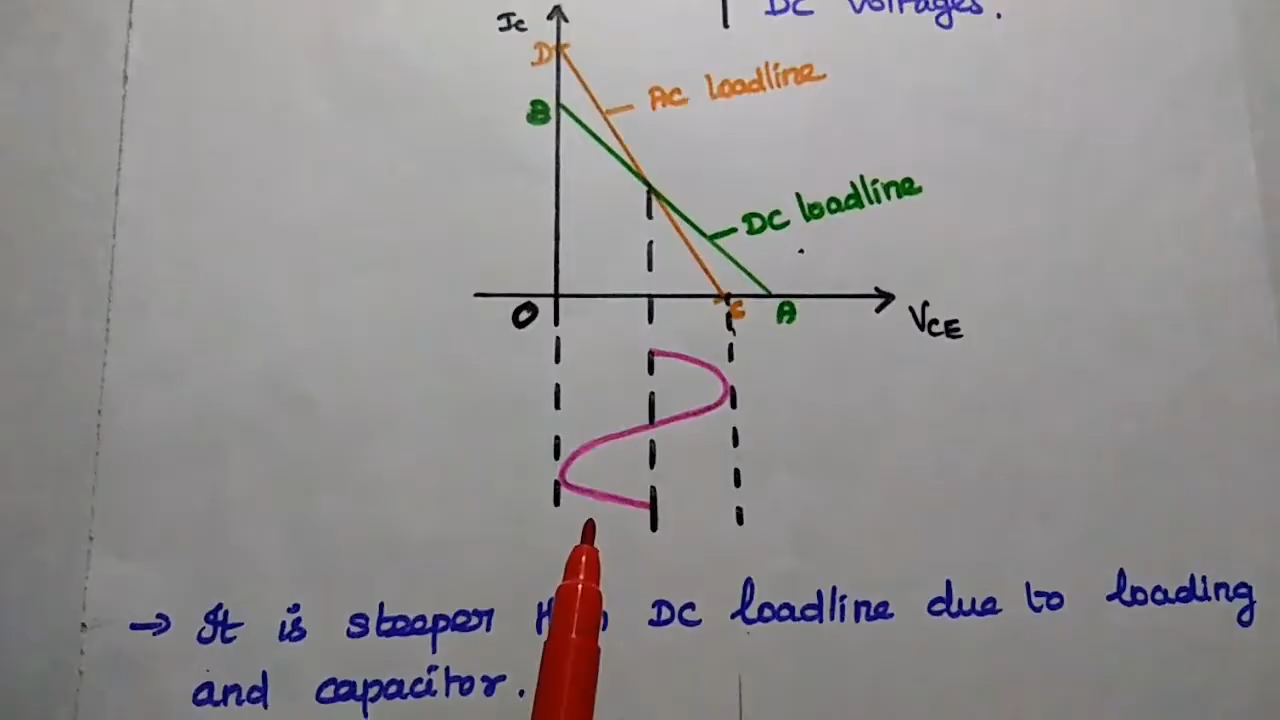 DC voltages.
Ic
D
AC loadline
B
DC loadline
O
C
A
VCE
→ It is steeper DC loadline due to loading
and capacitor.